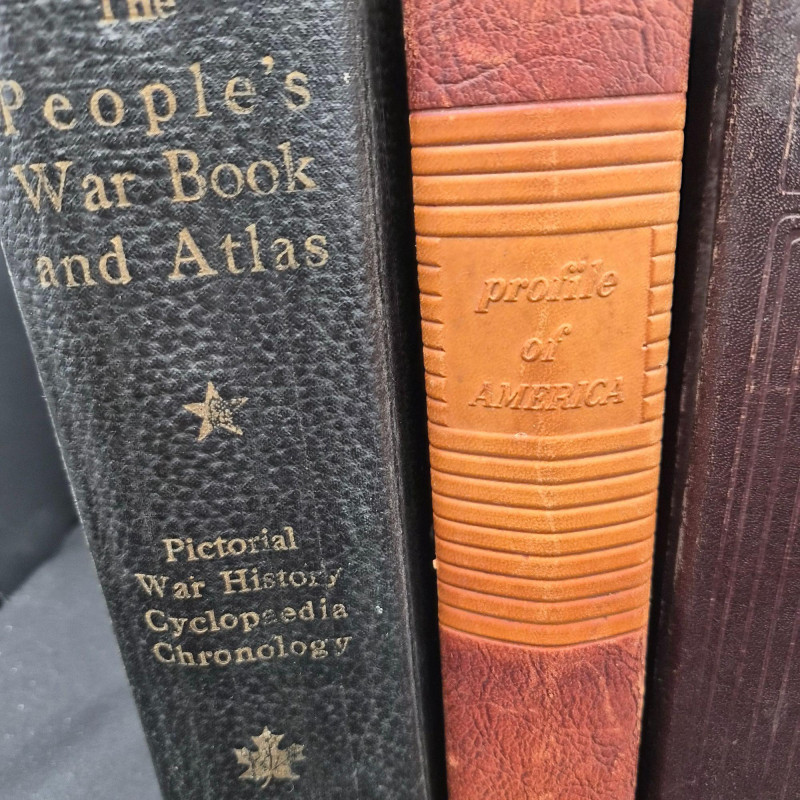 The
People's
War Book
and Atlas
Pictorial
War History
Cyclopaedia
Chronology
profile
of
AMERICA